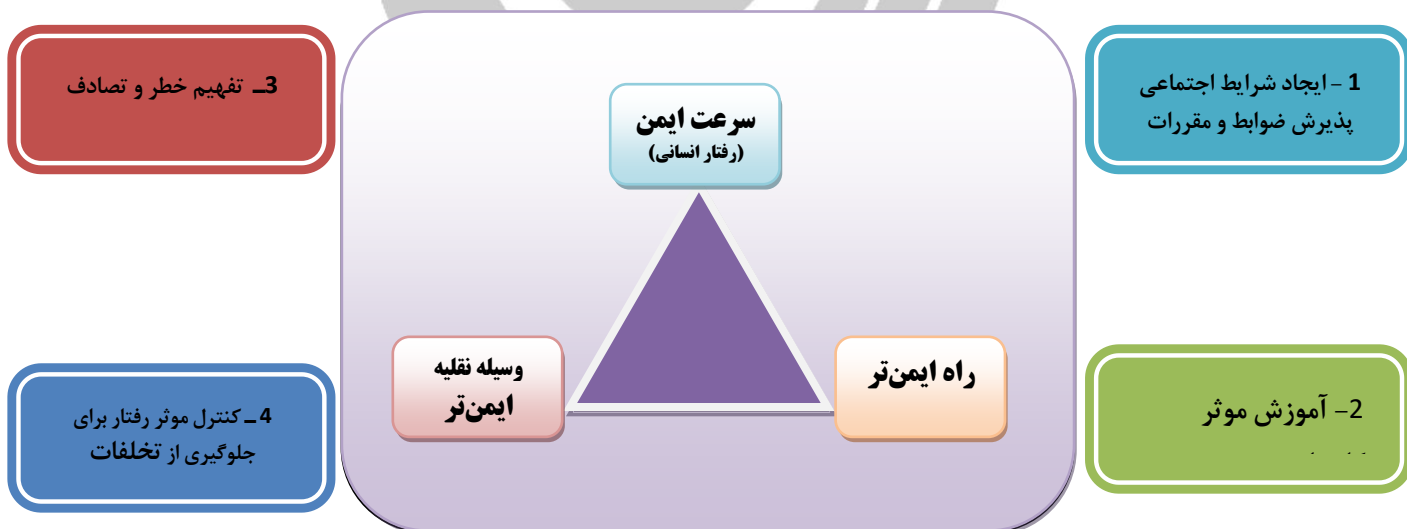 1 – ایجاد شرایط اجتماعی
پذیرش ضوابط و مقررات
2- آموزش موثر
3ـ تفهیم خطر و تصادف
4 ـ کنترل موثر رفتار برای
جلوگیری از تخلفات
سرعت ایمن
(رفتار انسانی)
راه ایمن‌تر
وسیله نقلیه
ایمن‌تر